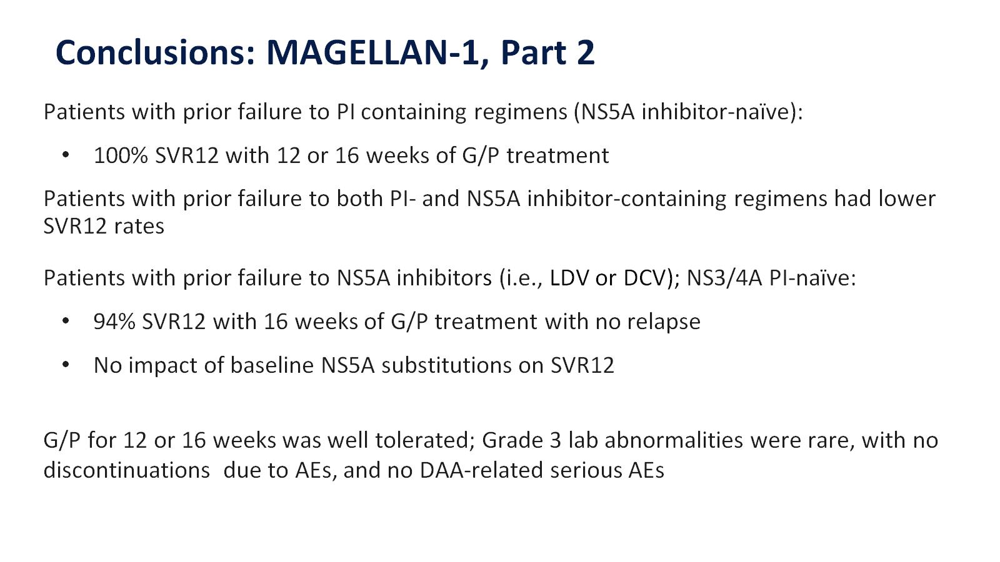 Conclusions: MAGELLAN-1, Part 2
Patients with prior failure to PI containing regimens (NS5A inhibitor-naïve):
• 100% SVR12 with 12 or 16 weeks of G/P treatment
Patients with prior failure to both PI- and NS5A inhibitor-containing regimens had lower
SVR12 rates
Patients with prior failure to NS5A inhibitors (i.e., LDV or DCV); NS3/4A PI-naïve:
• 94% SVR12 with 16 weeks of G/P treatment with no relapse
• No impact of baseline NS5A substitutions on SVR12
G/P for 12 or 16 weeks was well tolerated; Grade 3 lab abnormalities were rare, with no
discontinuations  due to AEs, and no DAA-related serious AEs